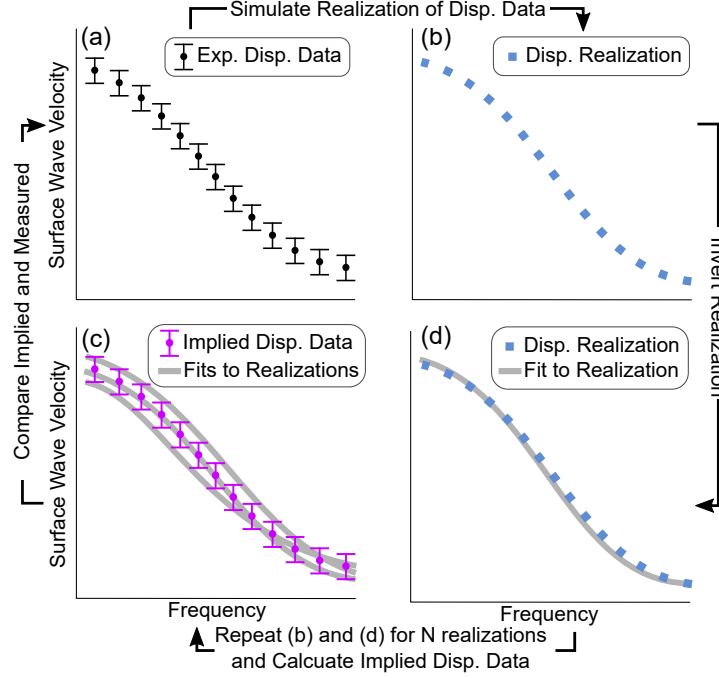 Simulate Realization of Disp. Data
(a)
Exp. Disp. Data
(b)
Disp. Realization
Surface Wave Velocity
Compare Implied and Measured
Invert Realization
(c)
Implied Disp. Data
Fits to Realizations
(d)
Disp. Realization
Fit to Realization
Surface Wave Velocity
Frequency
Frequency
Repeat (b) and (d) for N realizations
and Calcuate Implied Disp. Data